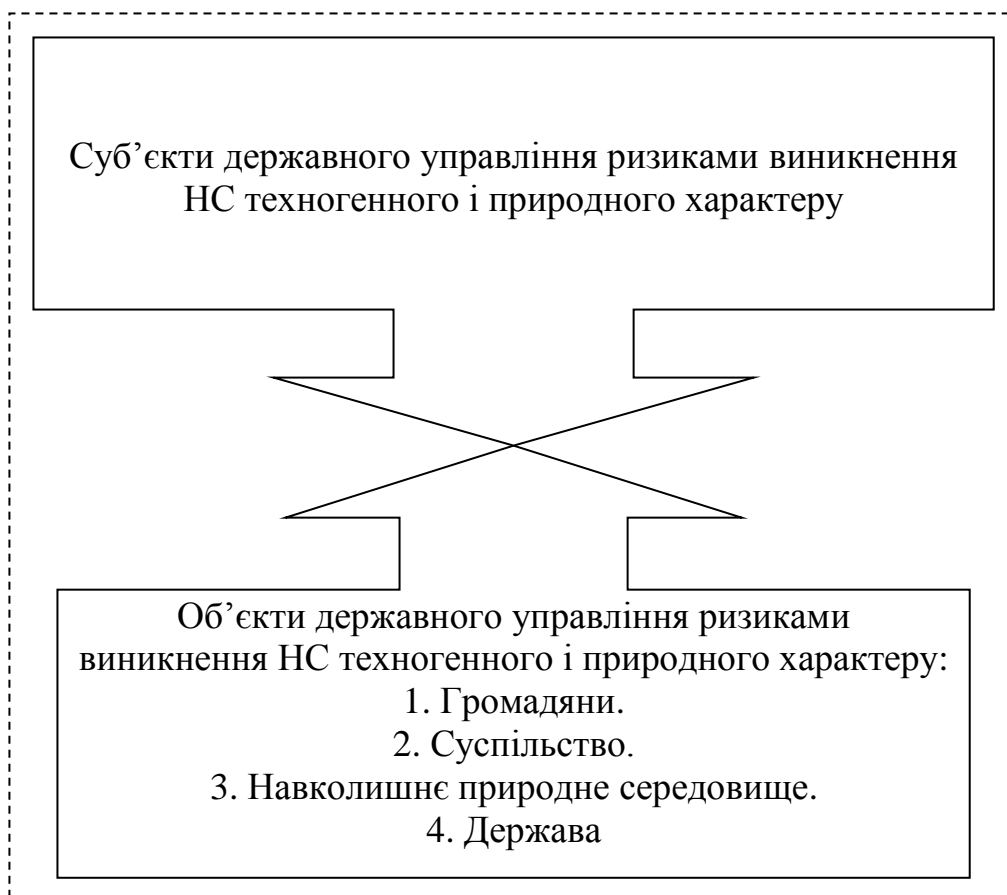 Суб’єкти державного управління ризиками виникнення
НС техногенного і природного характеру
Об’єкти державного управління ризиками
виникнення НС техногенного і природного характеру:
1. Громадяни.
2. Суспільство.
3. Навколишнє природне середовище.
4. Держава